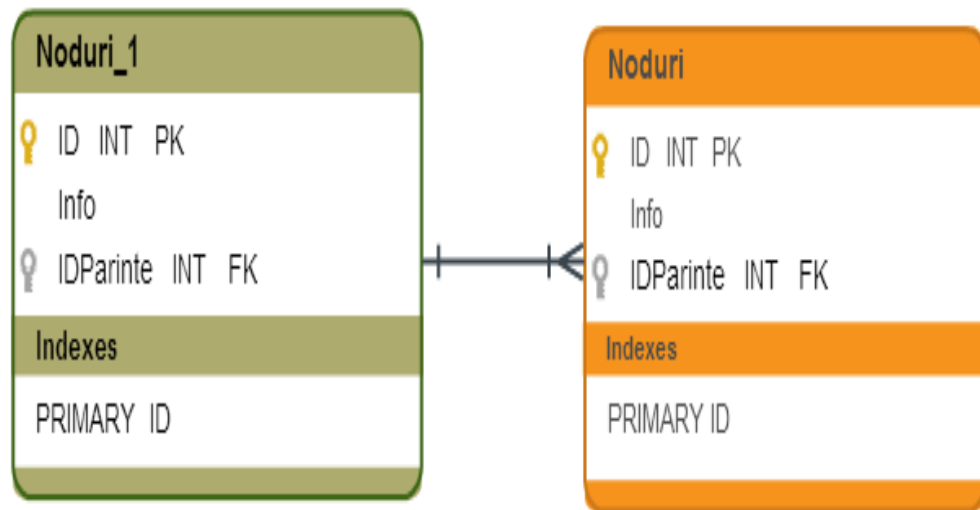 Noduri_1
ID INT PK
Info
IDParinte INT FK
Indexes
PRIMARY ID
Noduri
ID INT PK
Info
IDParinte INT FK
Indexes
PRIMARY ID